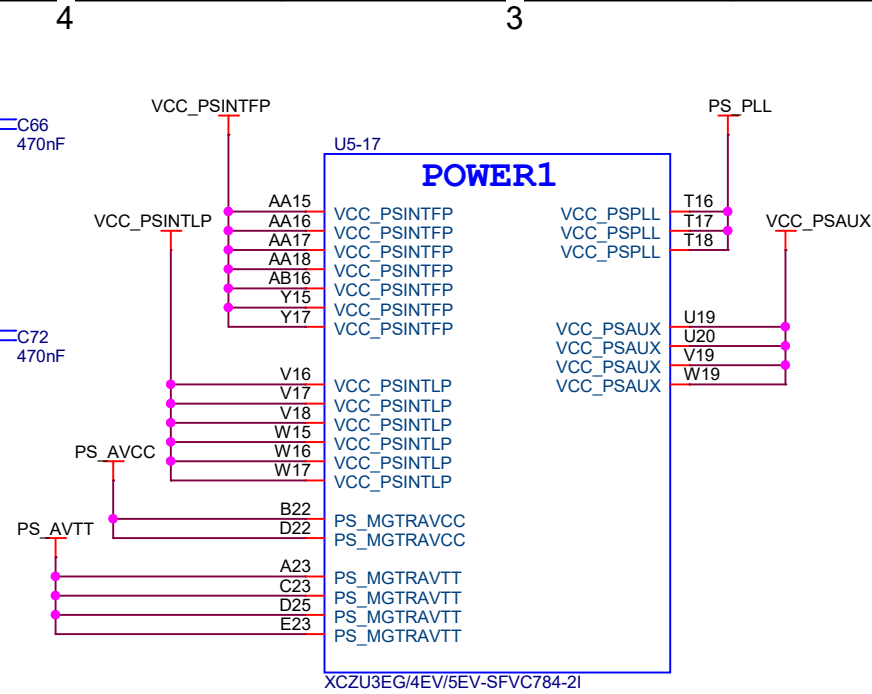 4
3
C66
470nF
C72
470nF
VCC_PSINTFP
PS_PLL
U5-17
POWER1
VCC_PSINTLP
VCC_PSAUX
AA15 VCC_PSINTFP
AA16 VCC_PSINTFP
AA17 VCC_PSINTFP
AA18 VCC_PSINTFP
AB16 VCC_PSINTFP
Y15 VCC_PSINTFP
Y17 VCC_PSINTFP
VCC_PSPLL T16
VCC_PSPLL T17
VCC_PSPLL T18
VCC_PSAUX U19
VCC_PSAUX U20
VCC_PSAUX V19
VCC_PSAUX W19
V16 VCC_PSINTLP
V17 VCC_PSINTLP
V18 VCC_PSINTLP
W15 VCC_PSINTLP
W16 VCC_PSINTLP
W17 VCC_PSINTLP
PS_AVCC
B22 PS_MGTRAVCC
D22 PS_MGTRAVCC
PS_AVTT
A23 PS_MGTRAVTT
C23 PS_MGTRAVTT
D25 PS_MGTRAVTT
E23 PS_MGTRAVTT
XCZU3EG/4EV/5EV-SFVC784-2I